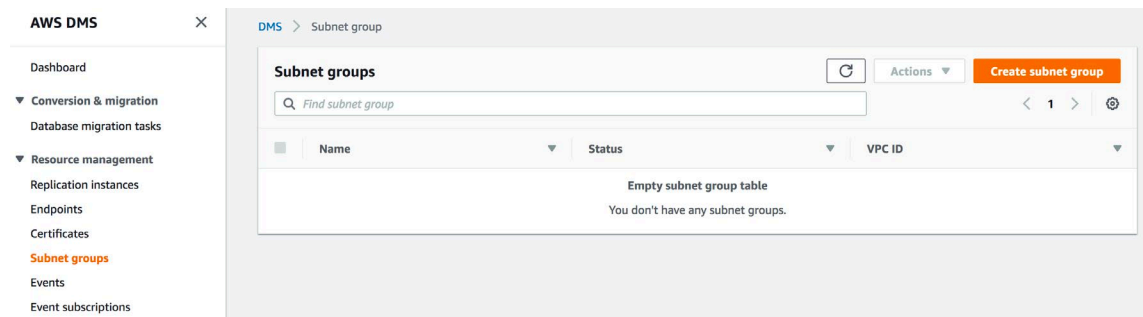 AWS DMS
Dashboard
Conversion & migration
Database migration tasks
Resource management
Replication instances
Endpoints
Certificates
Subnet groups
Events
Event subscriptions
DMS > Subnet group
Subnet groups
Actions
Create subnet group
Find subnet group
< 1 >
Name Status VPC ID
Empty subnet group table
You don't have any subnet groups.